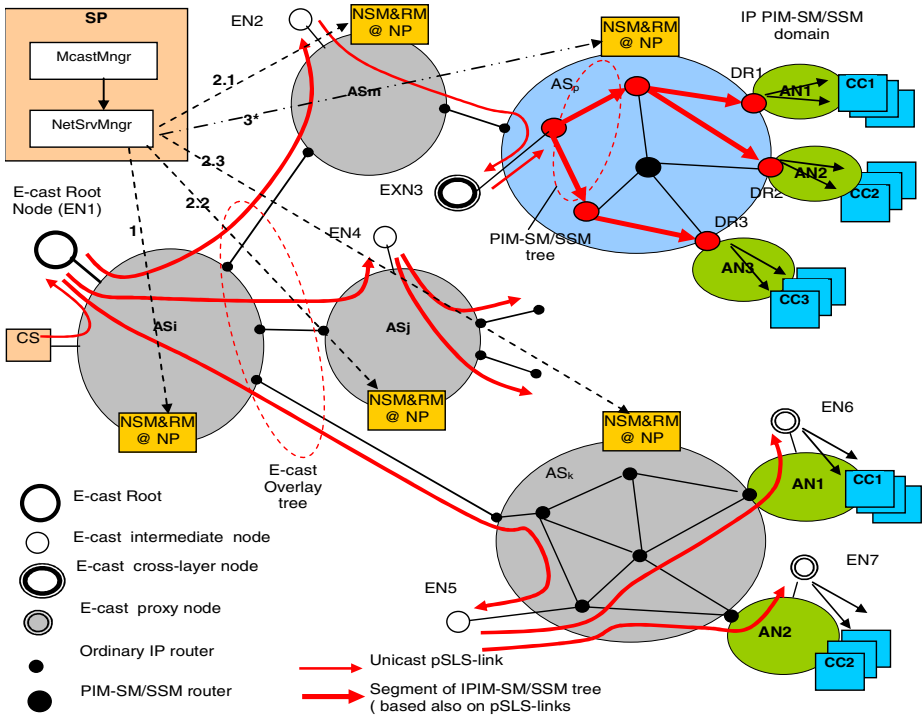 SP
McastMngr
NetSrvMngr
EN2
NSM&RM
@ NP
ASm
2.1
3*
2.3
2.2
1
NSM&RM
@ NP
IP PIM-SM/SSM
domain
ASp
DR1
AN1
CC1
AN2
DR2
CC2
DR3
AN3
CC3
EXN3
PIM-SM/SSM
tree
E-cast Root
Node (EN1)
CS
ASi
NSM&RM
@ NP
EN4
ASj
NSM&RM
@ NP
E-cast
Overlay
tree
NSM&RM
@ NP
ASk
EN5
EN6
AN1
CC1
EN7
AN2
CC2
E-cast Root
E-cast intermediate node
E-cast cross-layer node
E-cast proxy node
Ordinary IP router
PIM-SM/SSM router
Unicast pSLS-link
Segment of IPIM-SM/SSM tree
( based also on pSLS-links